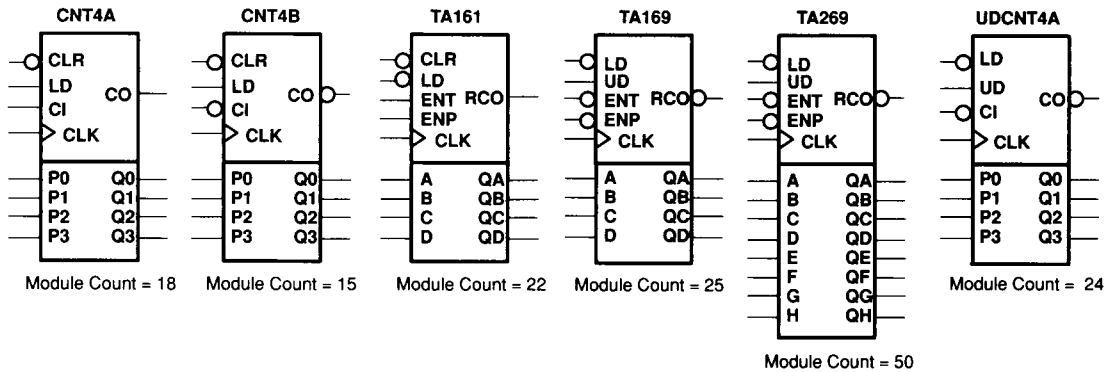 CNT4A
CLR
LD
CI
CO
CLK
P0 Q0
P1 Q1
P2 Q2
P3 Q3
Module Count = 18
CNT4B
CLR
LD
CI
CO
CLK
P0 Q0
P1 Q1
P2 Q2
P3 Q3
Module Count = 15
TA161
CLR
LD
ENT
RCO
ENP
CLK
A QA
B QB
C QC
D QD
Module Count = 22
TA169
LD
UD
ENT RCO
ENP
CLK
A QA
B QB
C QC
D QD
Module Count = 25
TA269
LD
UD
ENT RCO
ENP
CLK
A QA
B QB
C QC
D QD
E QE
F QF
G QG
H QH
Module Count = 50
UDCNT4A
LD
UD
CO
CI
CLK
P0 Q0
P1 Q1
P2 Q2
P3 Q3
Module Count = 24